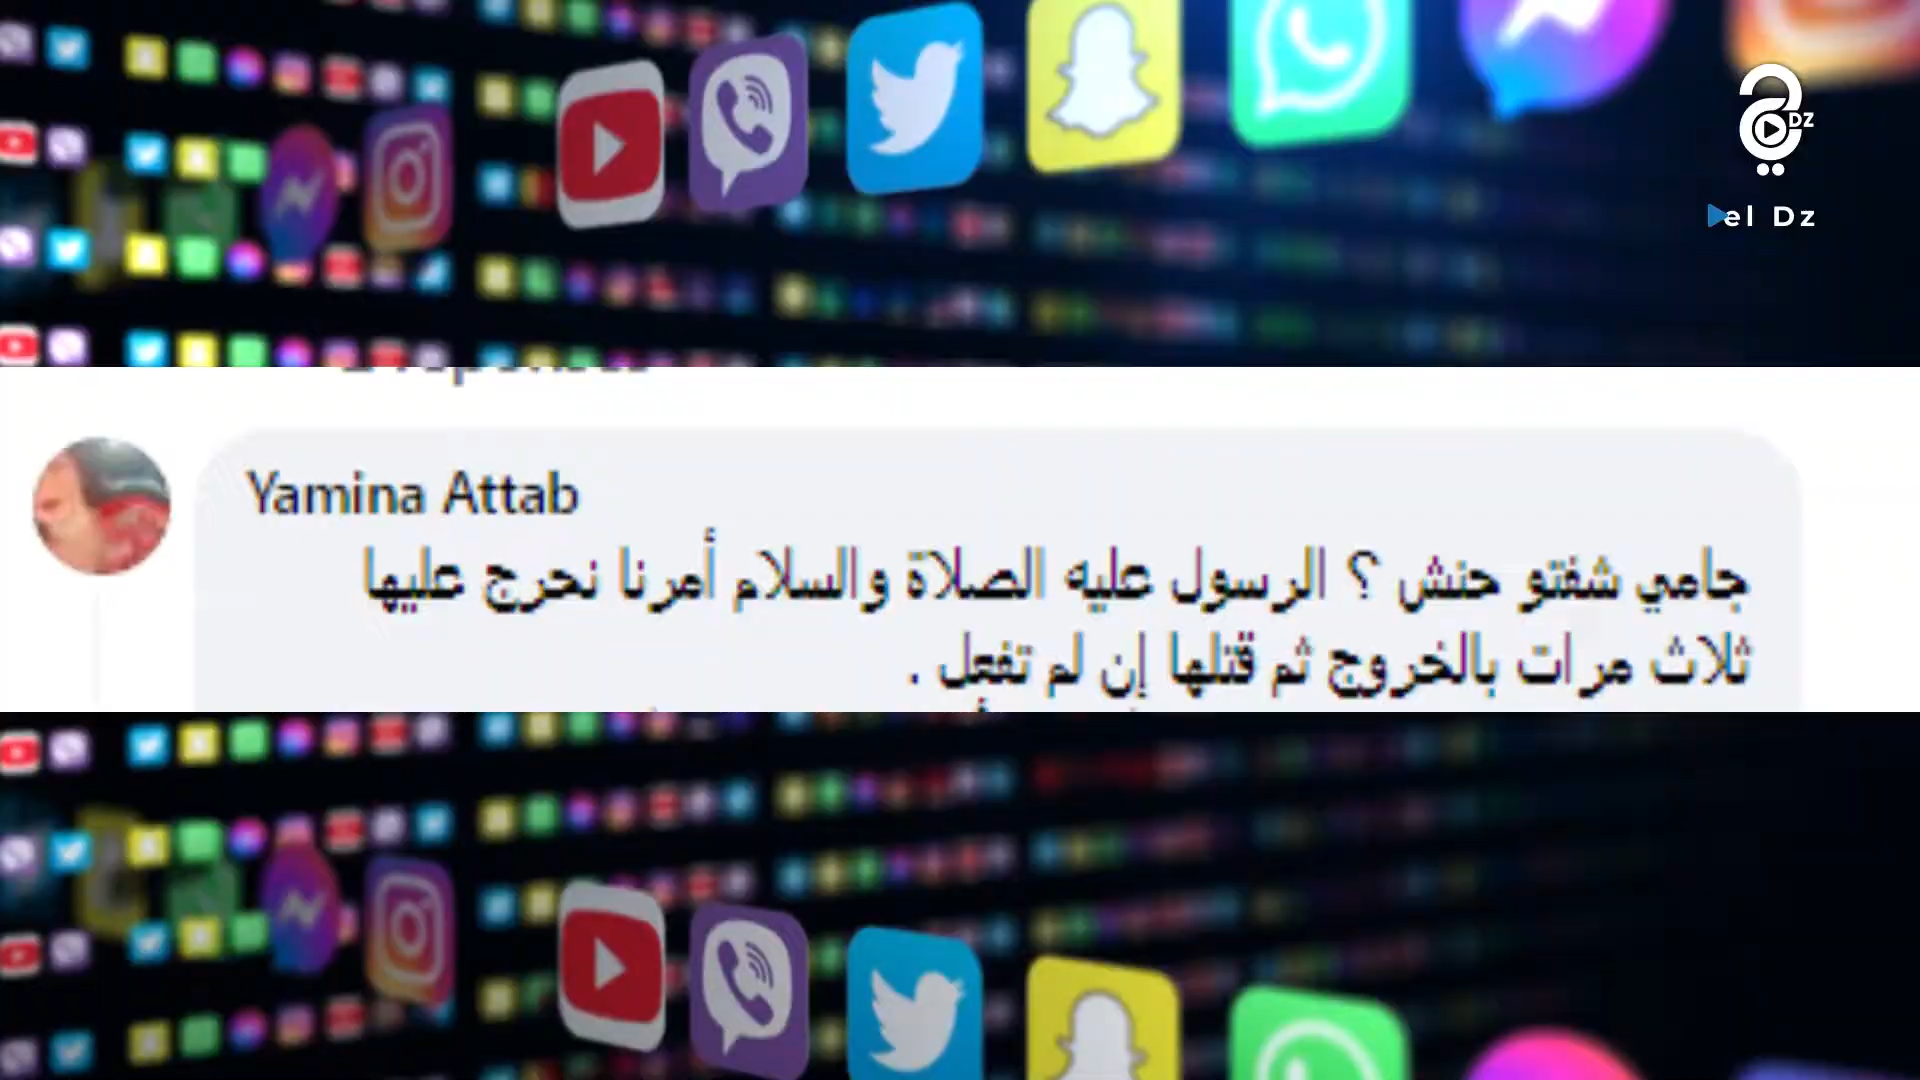 DZ
el Dz
Yamina Attab
جامي شفتو حنش ؟ الرسول عليه الصلاة والسلام أمرنا نحرج عليها
ثلاث مرات بالخروج ثم قتلها إن لم تفعل .